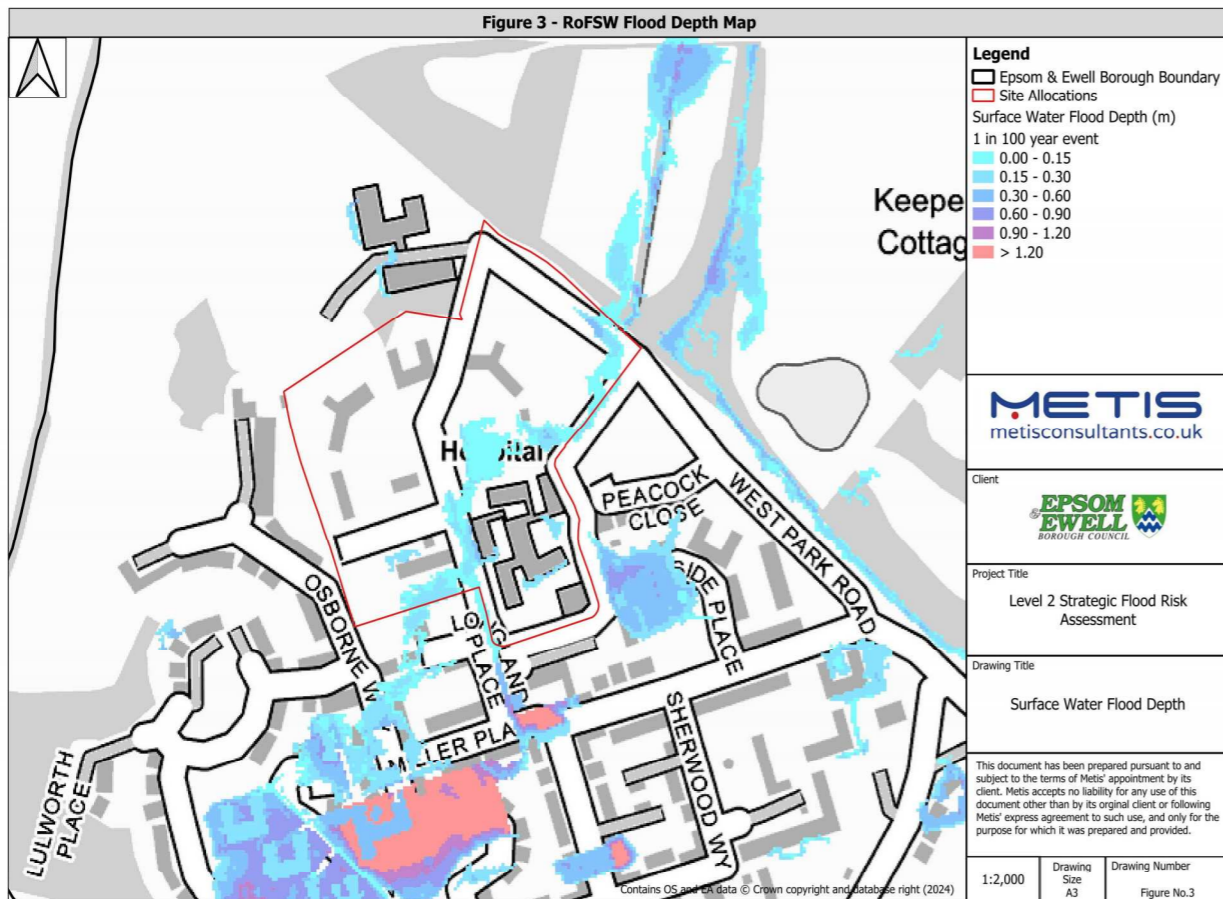 Figure 3 - RoFSW Flood Depth Map
Legend
Epsom & Ewell Borough Boundary
Site Allocations
Surface Water Flood Depth (m)
1 in 100 year event
0.00 - 0.15
0.15 - 0.30
0.30 - 0.60
0.60 - 0.90
0.90 - 1.20
> 1.20
Keepe
Cottag
PEACOCK
CLOSE
WEST PARK ROAD
SIDE PLACE
OSBORNE W
PLACE
MILLER PLA
SHERWOOD WY
LULWORTH
PLACE
Contains OS and EA data © Crown copyright and database right (2024)
METIS
metisconsultants.co.uk
Client
EPSOM
& EWELL
BOROUGH COUNCIL
Project Title
Level 2 Strategic Flood Risk
Assessment
Drawing Title
Surface Water Flood Depth
This document has been prepared pursuant to and
subject to the terms of Metis' appointment by its
client. Metis accepts no liability for any use of this
document other than by its orginal client or following
Metis' express agreement to such use, and only for the
purpose for which it was prepared and provided.
1:2,000
Drawing
Size
A3
Drawing Number
Figure No.3